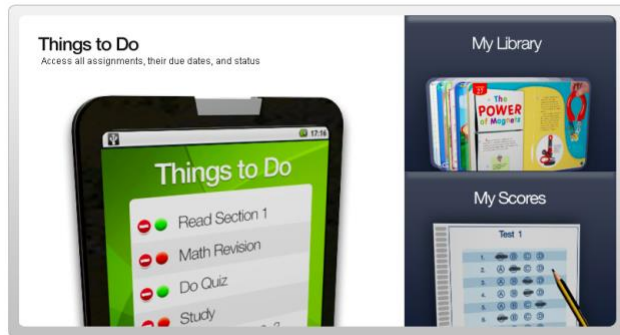 Things to Do
Access all assignments, their due dates, and status
17:16
Things to Do
Read Section 1
Math Revision
Do Quiz
Study
My Library
The
POWER
of Magnets
My Scores
Test 1
1. B C D
2. A C D
3. A B D
4. A B D
5. A B C
6. A C D